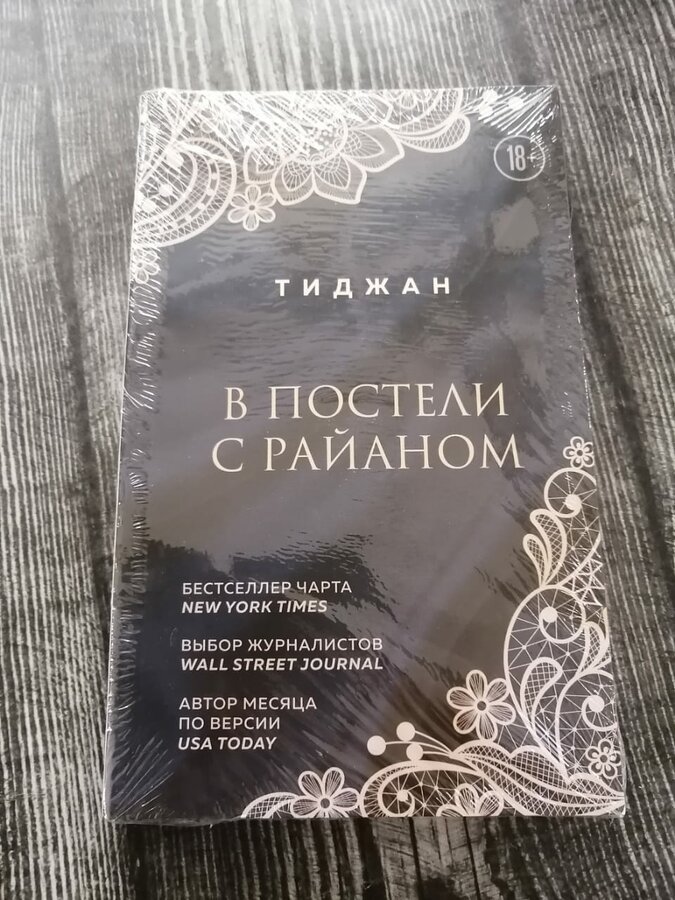 18+
ТИДЖАН
В ПОСТЕЛИ
С РАЙАНОМ
БЕСТСЕЛЛЕР ЧАРТА
NEW YORK TIMES
ВЫБОР ЖУРНАЛИСТОВ
WALL STREET JOURNAL
АВТОР МЕСЯЦА
ПО ВЕРСИИ
USA TODAY